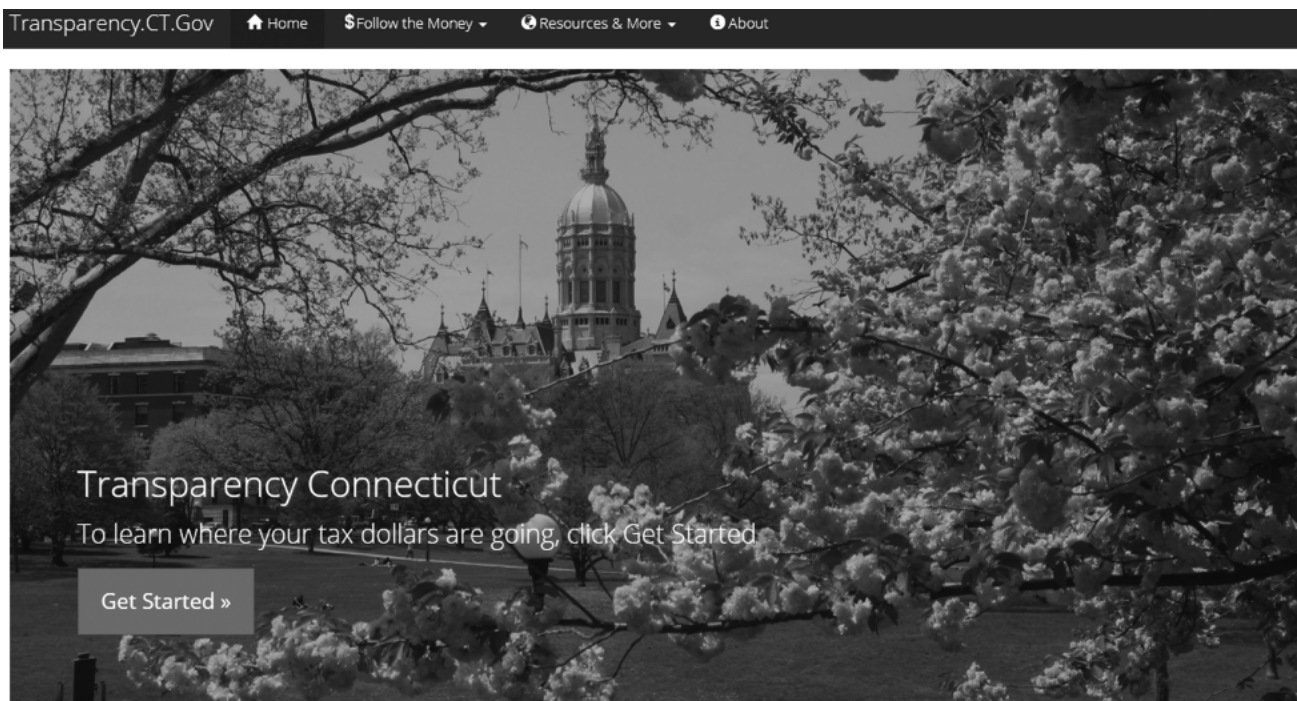 Transparency.CT.Gov Home $Follow the Money Resources & More About
Transparency Connecticut
To learn where your tax dollars are going, click Get Started
Get Started »